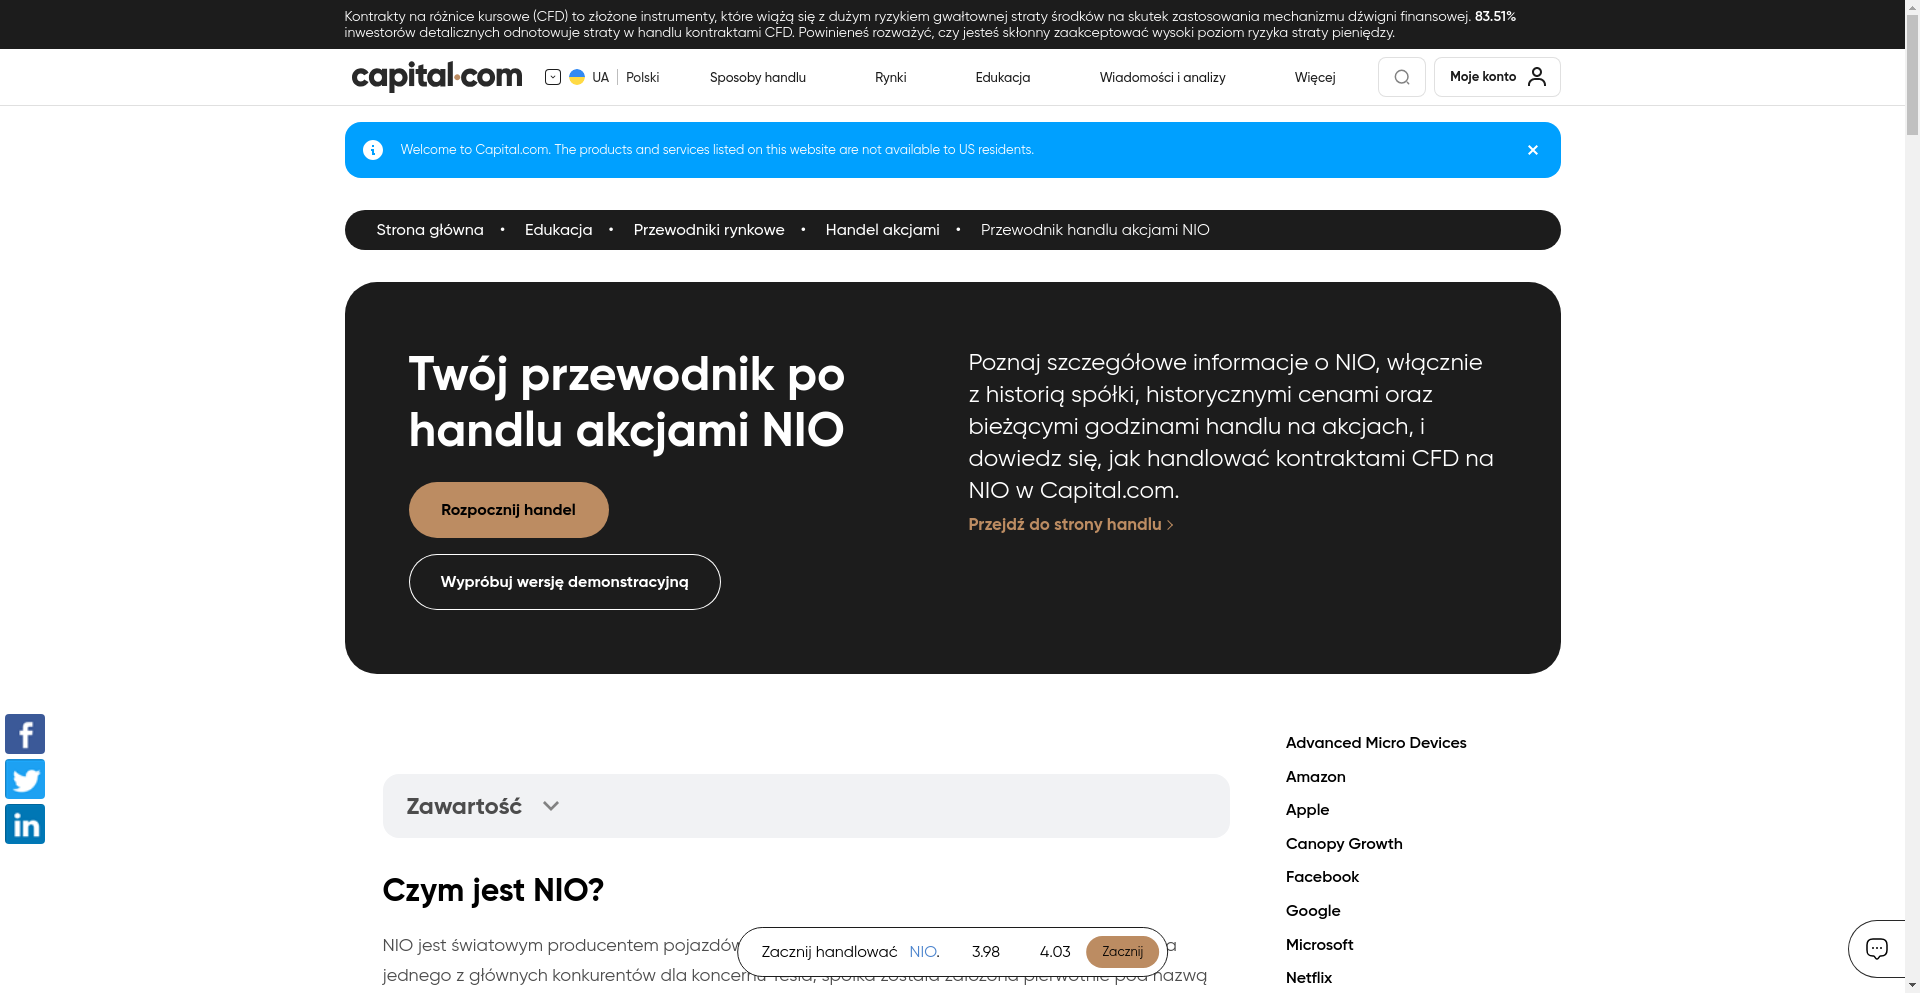 Kontrakty na różnice kursowe (CFD) to złożone instrumenty, które wiążą się z dużym ryzykiem gwałtownej straty środków na skutek zastosowania mechanizmu dźwigni finansowej. 83.51%
inwestorów detalicznych odnotowuje straty w handlu kontraktami CFD. Powinieneś rozważyć, czy jesteś skłonny zaakceptować wysoki poziom ryzyka straty pieniędzy.
capital.com
UA
Polski
Sposoby handlu
Rynki
Edukacja
Wiadomości i analizy
Więcej
Moje konto
Welcome to Capital.com. The products and services listed on this website are not available to US residents.
Strona główna • Edukacja • Przewodniki rynkowe • Handel akcjami • Przewodnik handlu akcjami NIO
Twój przewodnik po
handlu akcjami NIO
Rozpocznij handel
Wypróbuj wersję demonstracyjną
Poznaj szczegółowe informacje o NIO, włącznie
z historią spółki, historycznymi cenami oraz
bieżącymi godzinami handlu na akcjach, i
dowiedz się, jak handlować kontraktami CFD na
NIO w Capital.com.
Przejdź do strony handlu
Zawartość
Czym jest NIO?
NIO jest światowym producentem pojazdów
jednego z głównych konkurentów dla koncernu Tesla, spółka została założona pierwotnie pod nazwą
Zacznij handlować NIO. 3.98 4.03 Zacznij
Advanced Micro Devices
Amazon
Apple
Canopy Growth
Facebook
Google
Microsoft
Netflix